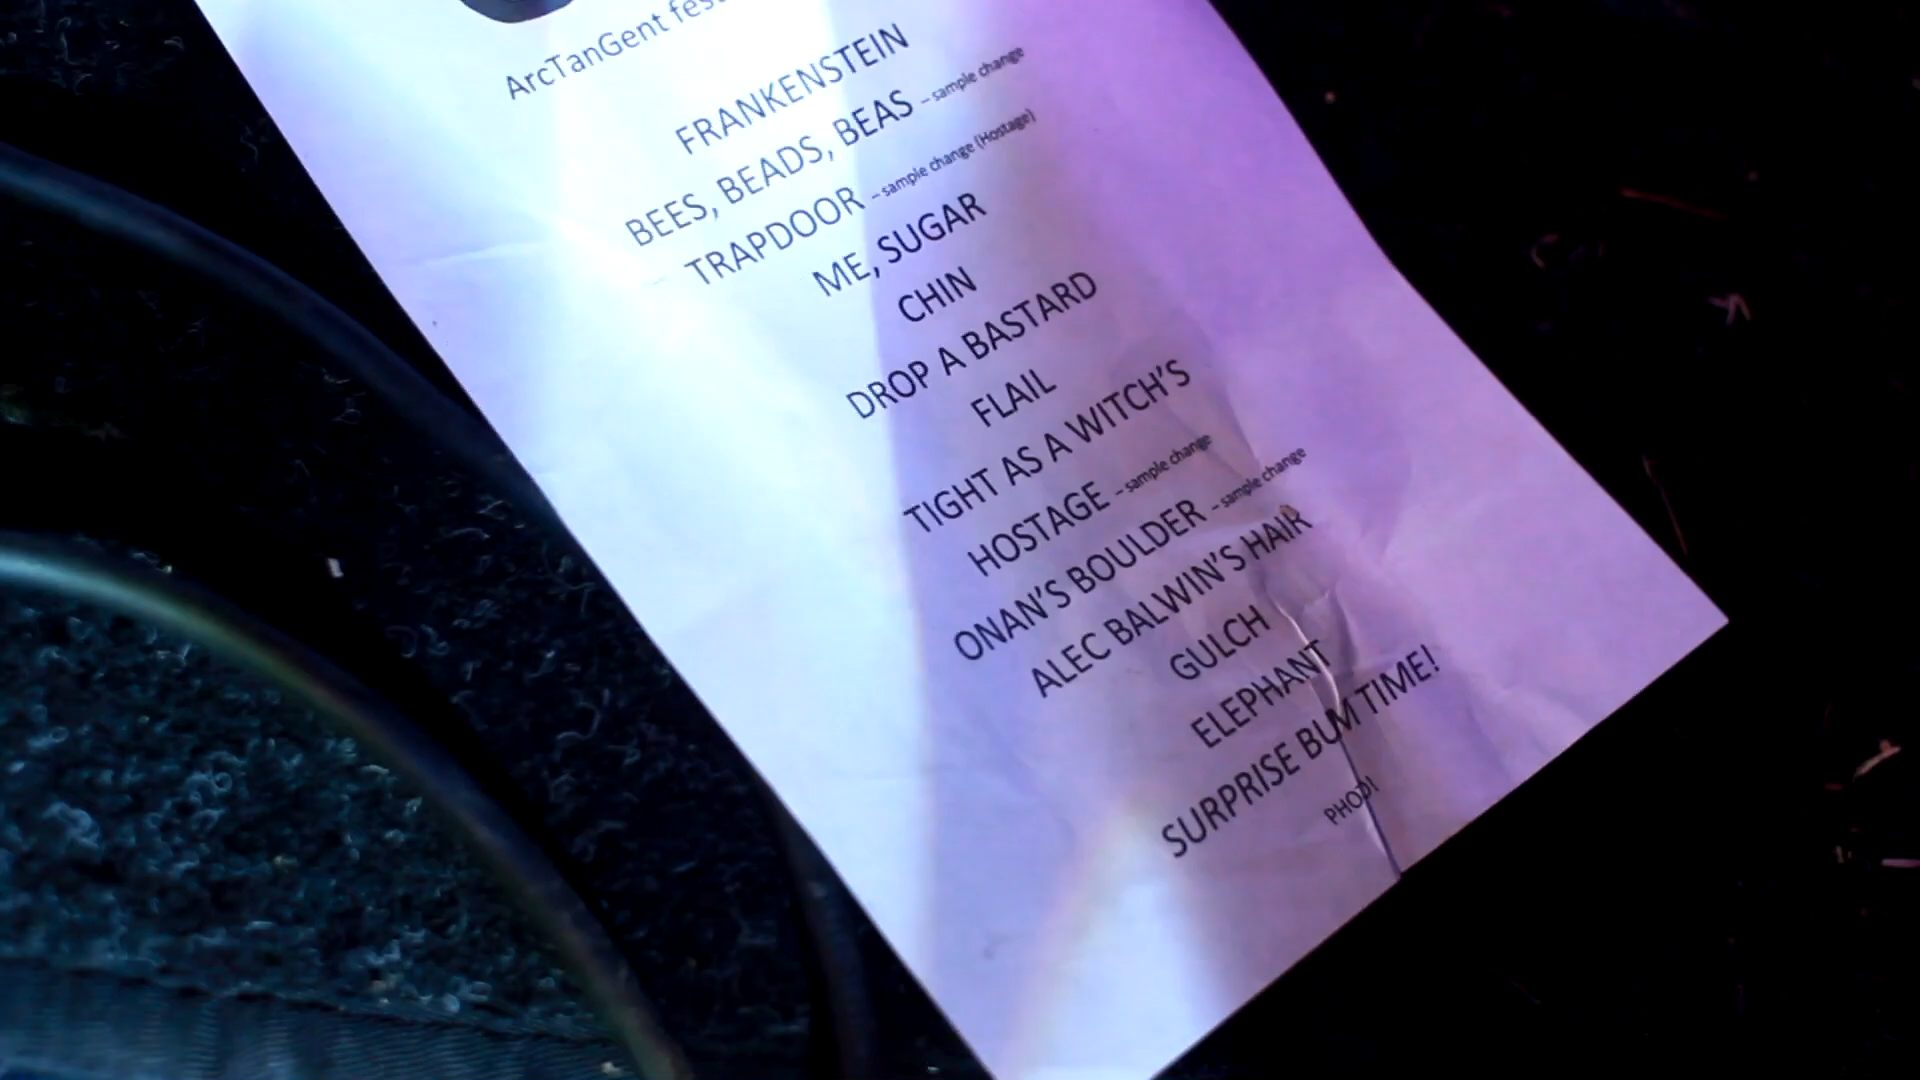 ArcTanGent
FRANKENSTEIN
BEES, BEADS, BEAS – sample change
TRAPDOOR – sample change (Hostage)
ME, SUGAR
CHIN
DROP A BASTARD
FLAIL
TIGHT AS A WITCH'S
HOSTAGE – sample change
ONAN'S BOULDER – sample change
ALEC BALWIN'S HAIR
GULCH
ELEPHANT
SURPRISE BUM TIME!